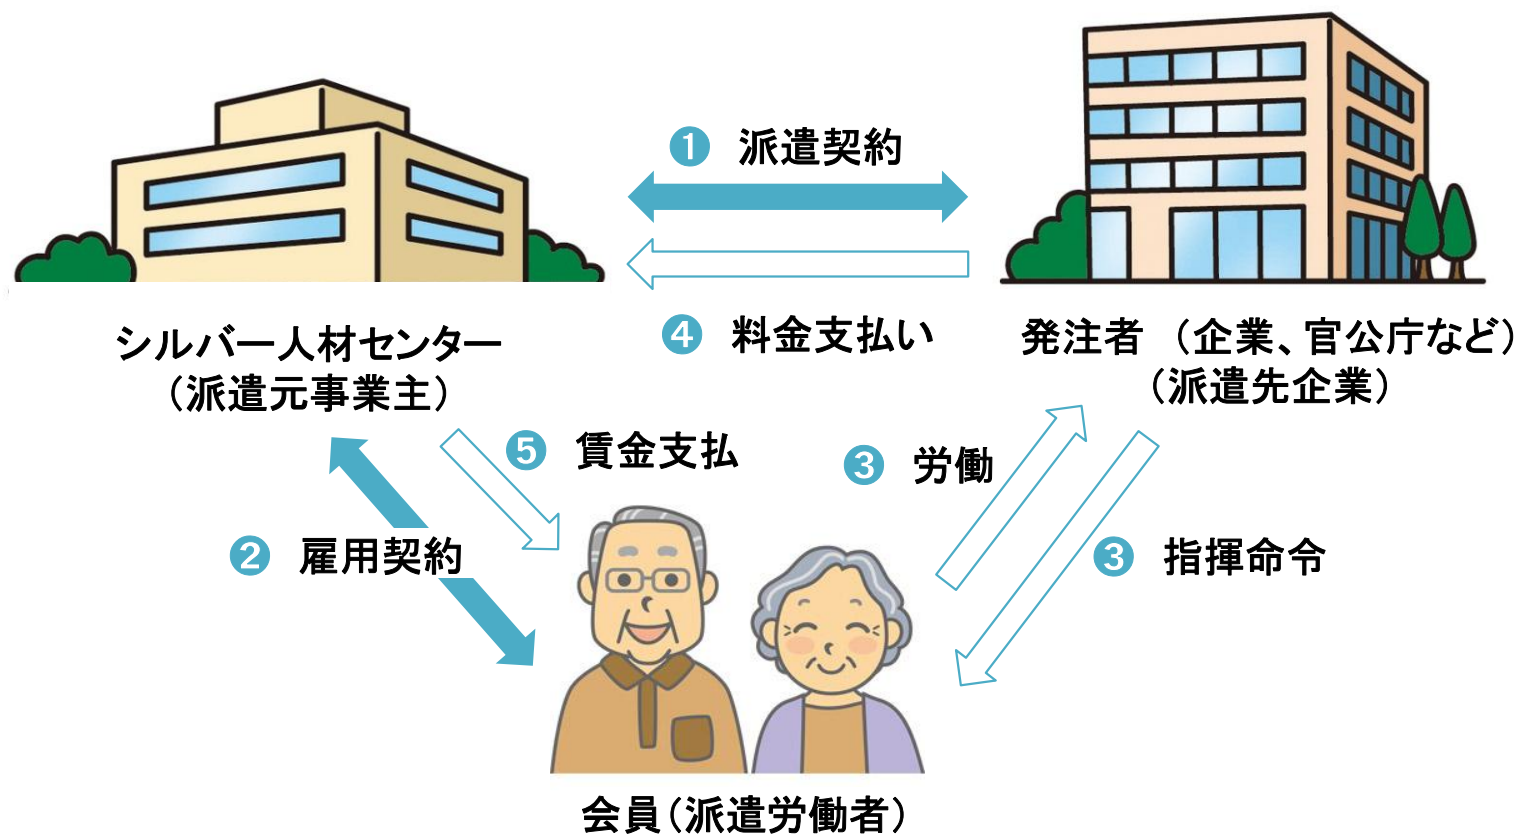 ❶ 派遣契約
❹ 料金支払い
シルバー人材センター
（派遣元事業主）
発注者 （企業、官公庁など）
（派遣先企業）
❺ 賃金支払
❸ 労働
❷ 雇用契約
❸ 指揮命令
会員（派遣労働者）